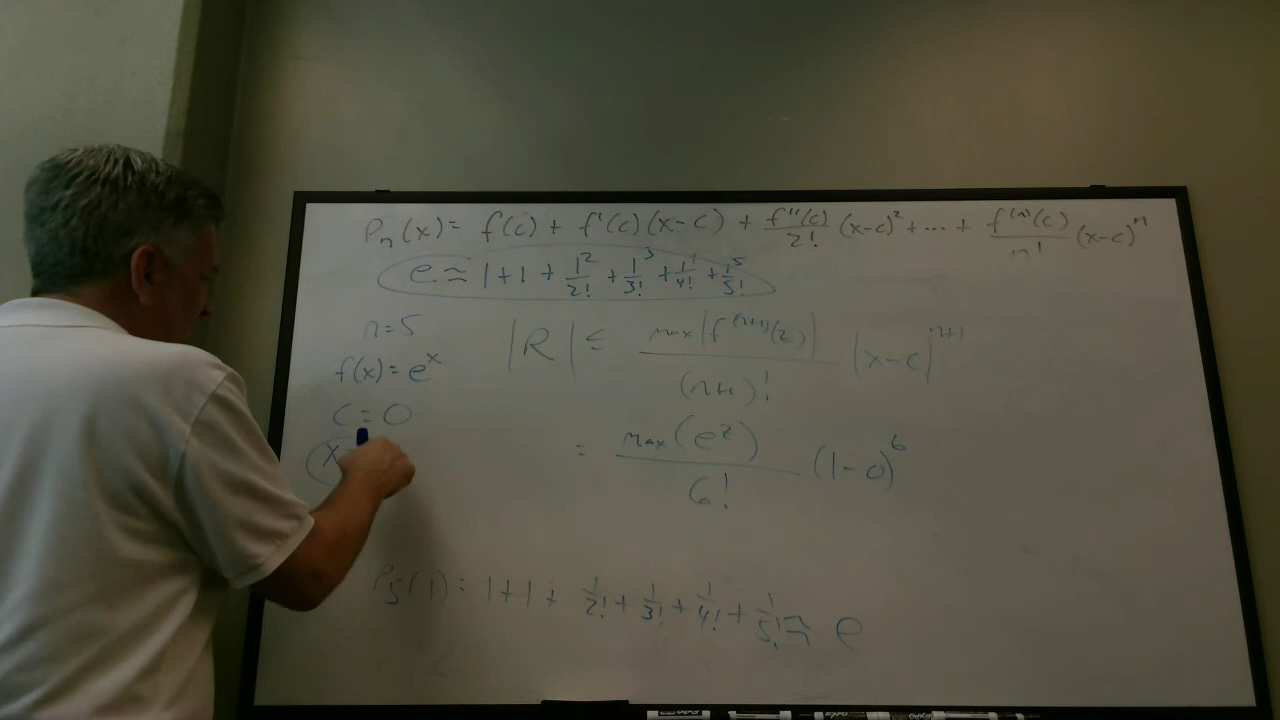 Pₙ(x) = f(c) + f'(c)(x-c) + f''(c)/2! (x-c)² + ... + f⁽ⁿ⁾(c)/n! (x-c)ⁿ
e ≈ 1+1 + 1²/2! + 1³/3! + 1⁴/4! + 1⁵/5!
n=5
|R| ≤ max|f⁽ⁿ⁺¹⁾(z)|/(n+1)! (x-c)ⁿ⁺¹
f(x) = eˣ
c = 0
x
= max(eᶻ)/6! (1-0)⁶
P₅(1) = 1+1+ 1/2! + 1/3! + 1/4! + 1/5! ≈ e